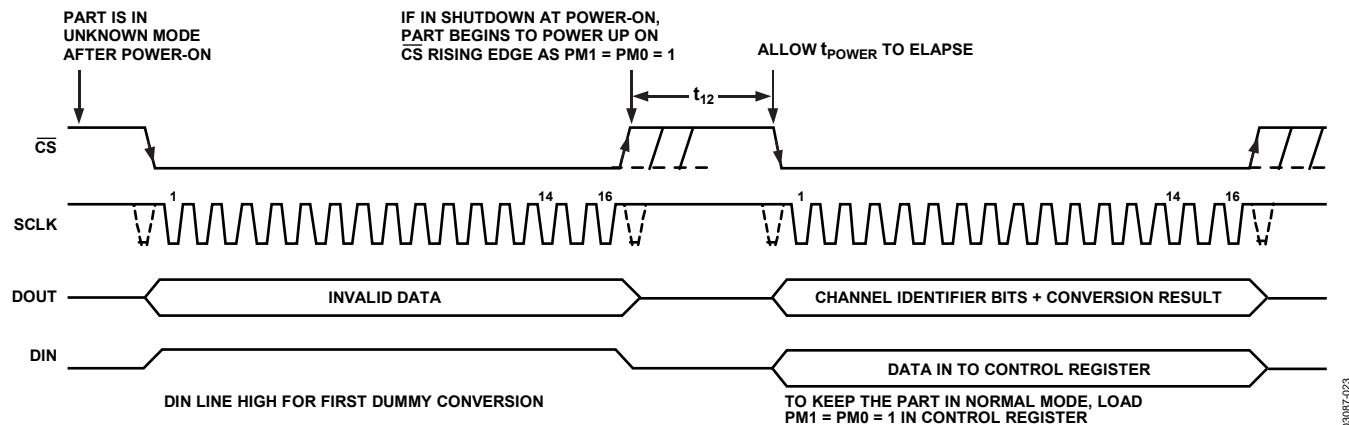 PART IS IN
UNKNOWN MODE
AFTER POWER-ON
IF IN SHUTDOWN AT POWER-ON,
PART BEGINS TO POWER UP ON
CS RISING EDGE AS PM1 = PM0 = 1
ALLOW tPOWER TO ELAPSE
t12
CS
SCLK
1
14
16
1
14
16
DOUT
INVALID DATA
CHANNEL IDENTIFIER BITS + CONVERSION RESULT
DIN
DATA IN TO CONTROL REGISTER
DIN LINE HIGH FOR FIRST DUMMY CONVERSION
TO KEEP THE PART IN NORMAL MODE, LOAD
PM1 = PM0 = 1 IN CONTROL REGISTER
03087-023